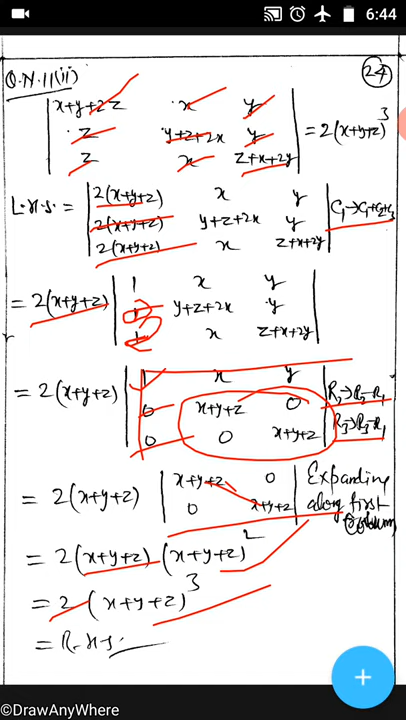 6:44
Q.N.11(ii)
24
| x+y+2z x y |
| z y+z+2x y | = 2(x+y+z)³
| z x z+x+2y |
L.H.S. = | 2(x+y+z) x y |
| 2(x+y+z) y+z+2x y | C₁→C₁+C₂+C₃
| 2(x+y+z) x z+x+2y |
= 2(x+y+z) | 1 x y |
| 1 y+z+2x y |
| 1 x z+x+2y |
= 2(x+y+z) | 1 x y |
| 0 x+y+z 0 | R₂→R₂-R₁
| 0 0 x+y+z | R₃→R₃-R₁
= 2(x+y+z) | x+y+z 0 | Expanding
| 0 x+y+z | along first
Column
= 2(x+y+z)(x+y+z)²
= 2(x+y+z)³
= R.H.S.
©DrawAnyWhere